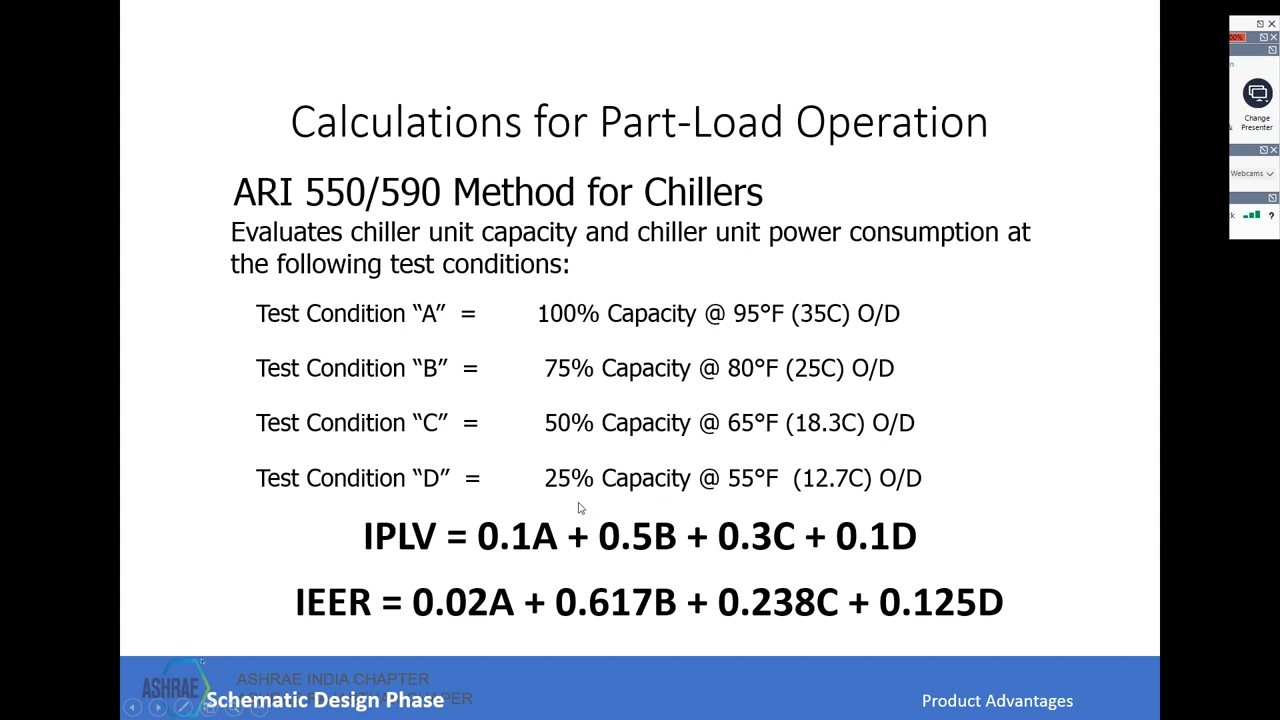 00%
n
Change
& Presenter
Webcams
k ?
Calculations for Part-Load Operation
ARI 550/590 Method for Chillers
Evaluates chiller unit capacity and chiller unit power consumption at
the following test conditions:
Test Condition “A” = 100% Capacity @ 95°F (35C) O/D
Test Condition “B” = 75% Capacity @ 80°F (25C) O/D
Test Condition “C” = 50% Capacity @ 65°F (18.3C) O/D
Test Condition “D” = 25% Capacity @ 55°F (12.7C) O/D
IPLV = 0.1A + 0.5B + 0.3C + 0.1D
IEER = 0.02A + 0.617B + 0.238C + 0.125D
ASHRAE
ASHRAE INDIA CHAPTER
Schematic Design Phase
Product Advantages